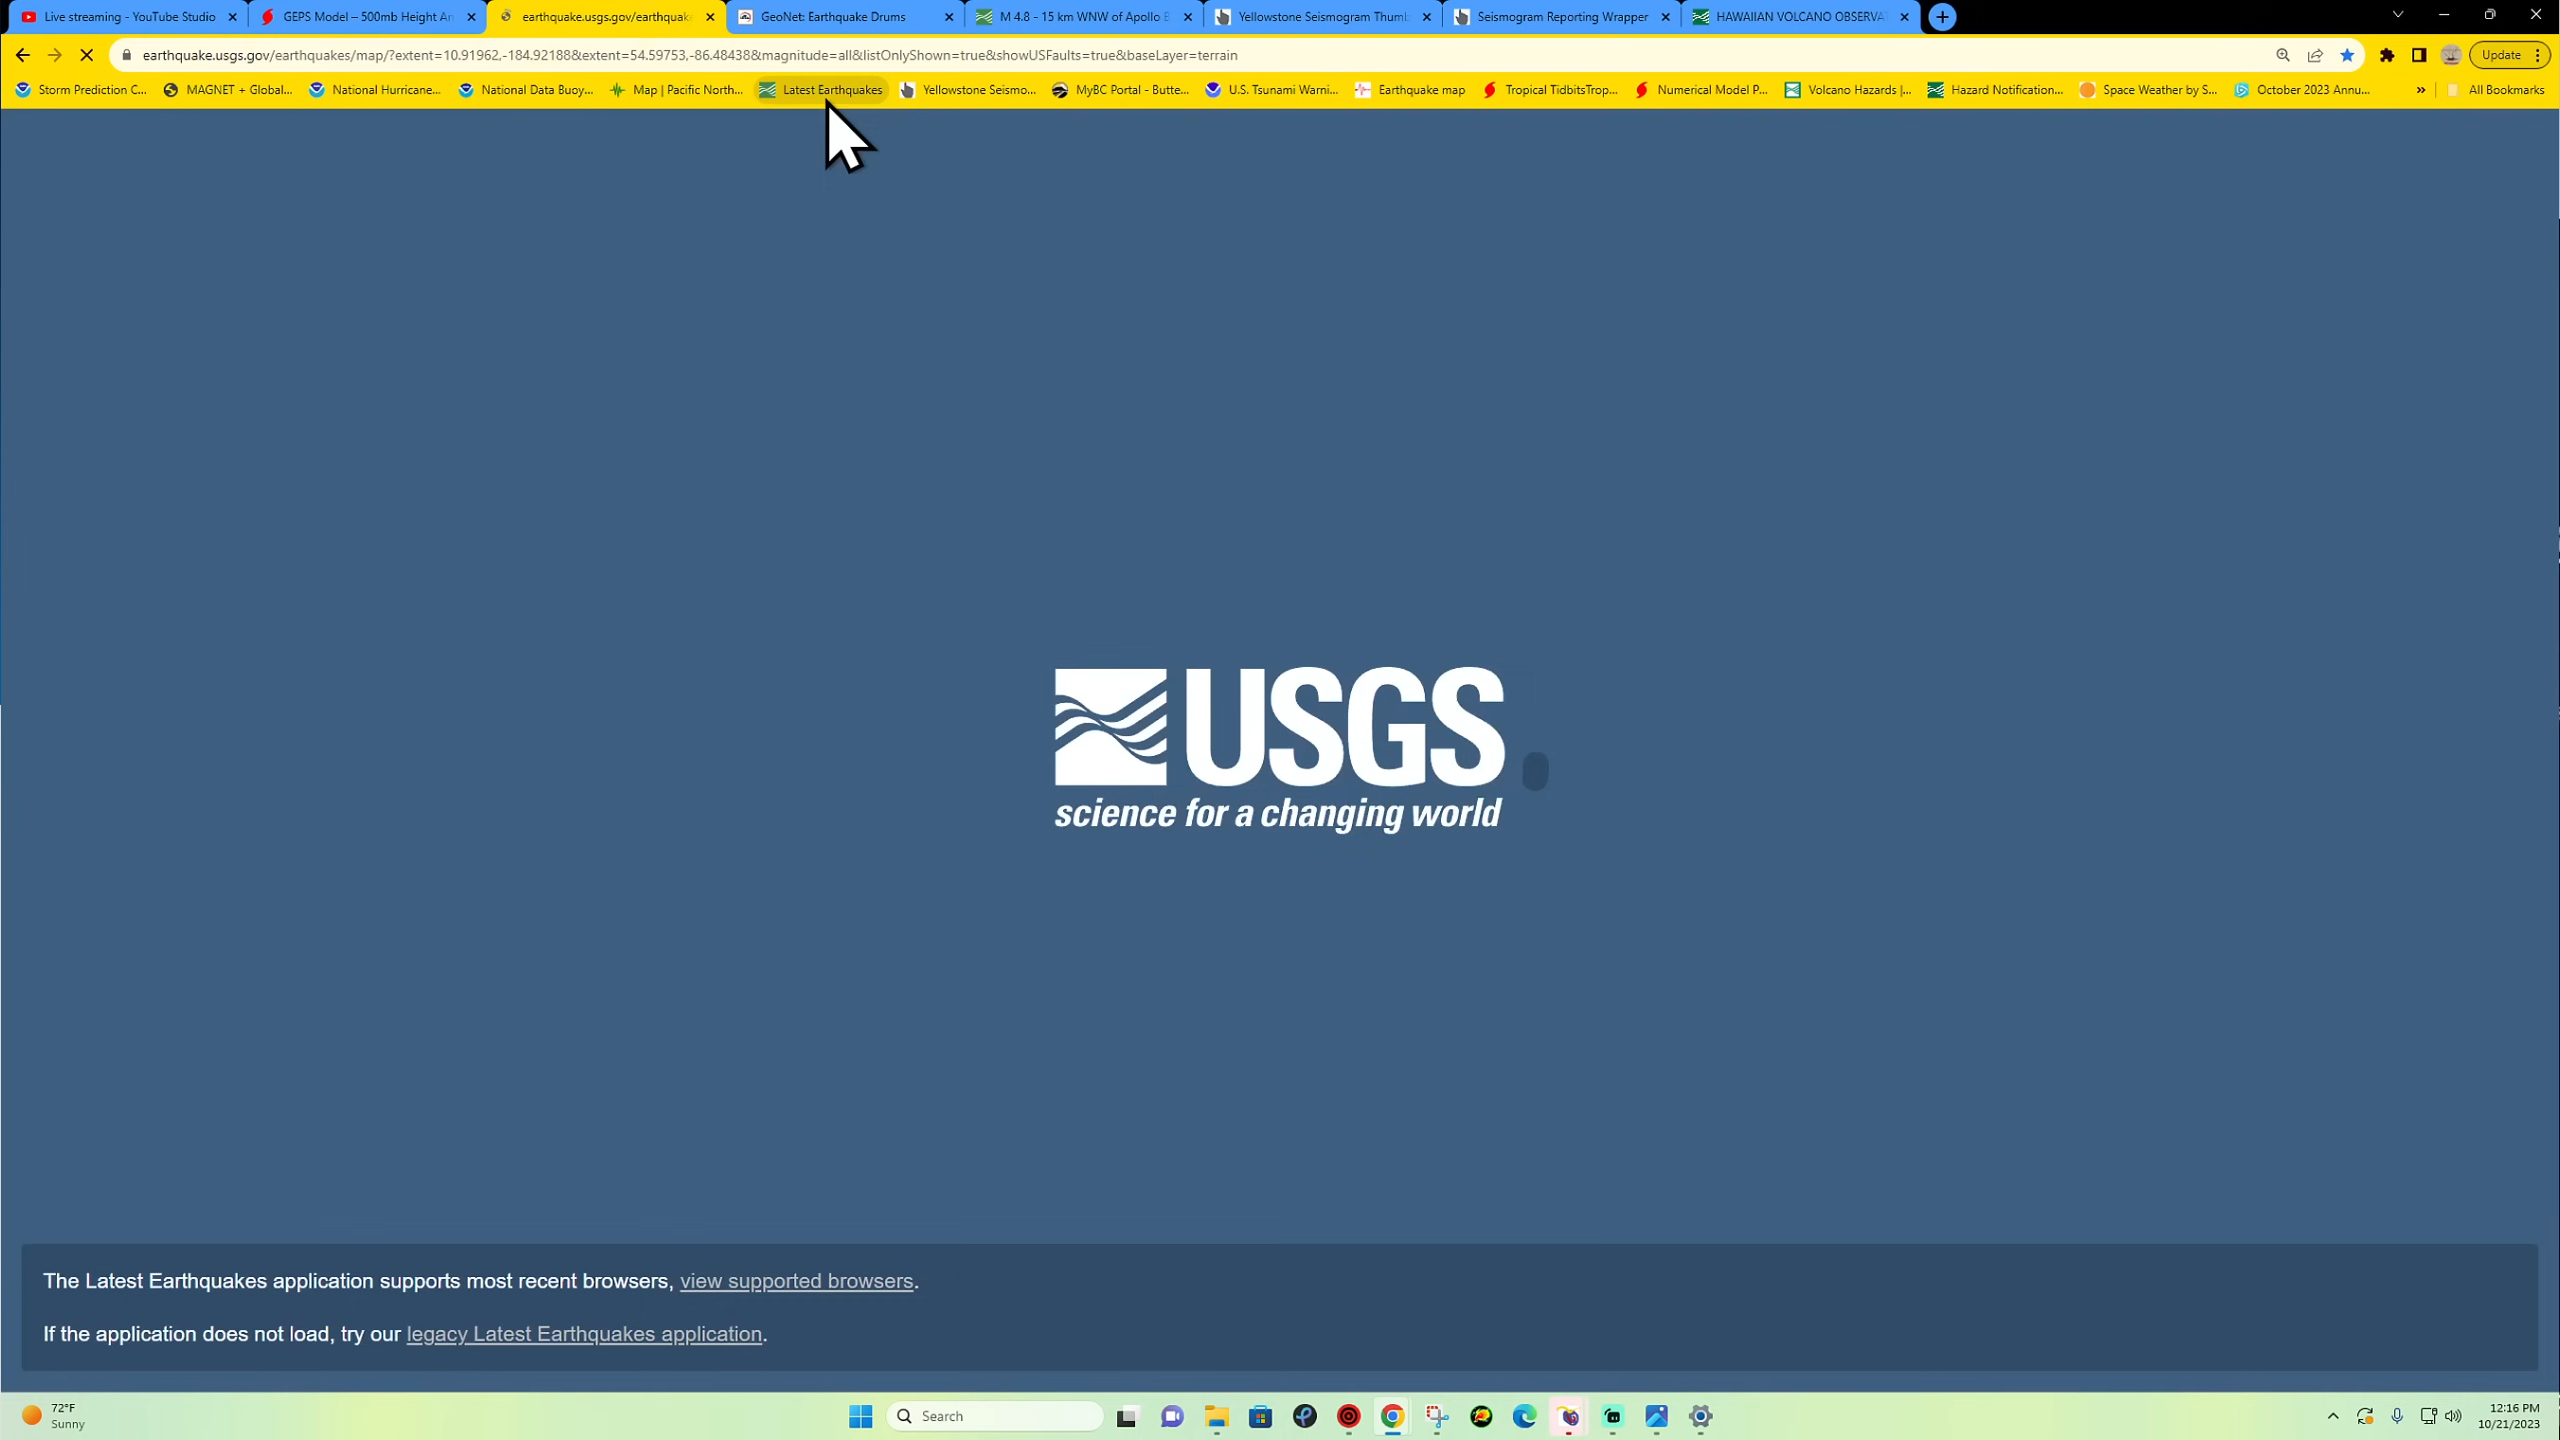 Live streaming - YouTube Studio
GEPS Model – 500mb Height An
earthquake.usgs.gov/earthquake
GeoNet: Earthquake Drums
M 4.8 - 15 km WNW of Apollo B
Yellowstone Seismogram Thumb
Seismogram Reporting Wrapper
HAWAIIAN VOLCANO OBSERVAT
earthquake.usgs.gov/earthquakes/map/?extent=10.91962,-184.92188&extent=54.59753,-86.48438&magnitude=all&listOnlyShown=true&showUSFaults=true&baseLayer=terrain
Update
Storm Prediction C...
MAGNET + Global...
National Hurricane...
National Data Buoy...
Map | Pacific North...
Latest Earthquakes
Yellowstone Seismo...
MyBC Portal - Butte...
U.S. Tsunami Warni...
Earthquake map
Tropical TidbitsTrop...
Numerical Model P...
Volcano Hazards |...
Hazard Notification...
Space Weather by S...
October 2023 Annu...
»
All Bookmarks
USGS
science for a changing world
The Latest Earthquakes application supports most recent browsers, view supported browsers.
If the application does not load, try our legacy Latest Earthquakes application.
72°F
Sunny
Search
12:16 PM
10/21/2023